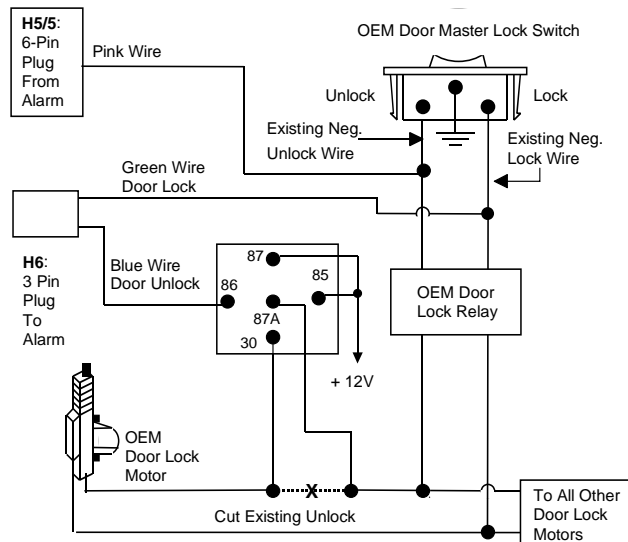 H5/5:
6-Pin
Plug
From
Alarm
Pink Wire
OEM Door Master Lock Switch
Unlock
Lock
Existing Neg.
Unlock Wire
Existing Neg.
Lock Wire
Green Wire
Door Lock
H6:
3 Pin
Plug
To
Alarm
Blue Wire
Door Unlock
87
86
85
87A
30
+ 12V
OEM Door
Lock Relay
OEM
Door Lock
Motor
X
Cut Existing Unlock
To All Other
Door Lock
Motors